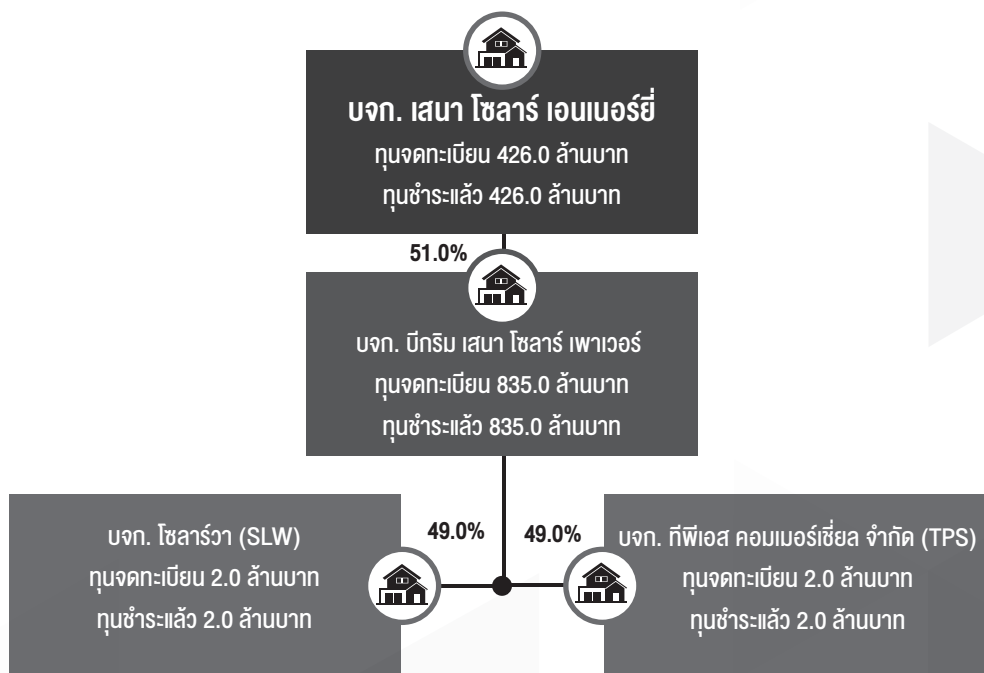 บจก. เสนา โซลาร์ เอนเนอร์ยี่
ทุนจดทะเบียน 426.0 ล้านบาท
ทุนชำระแล้ว 426.0 ล้านบาท
51.0%
บจก. บีกริม เสนา โซลาร์ เพาเวอร์
ทุนจดทะเบียน 835.0 ล้านบาท
ทุนชำระแล้ว 835.0 ล้านบาท
บจก. โซลาร์วา (SLW)
ทุนจดทะเบียน 2.0 ล้านบาท
ทุนชำระแล้ว 2.0 ล้านบาท
49.0%
49.0%
บจก. ทีพีเอส คอมเมอร์เชี่ยล จำกัด (TPS)
ทุนจดทะเบียน 2.0 ล้านบาท
ทุนชำระแล้ว 2.0 ล้านบาท